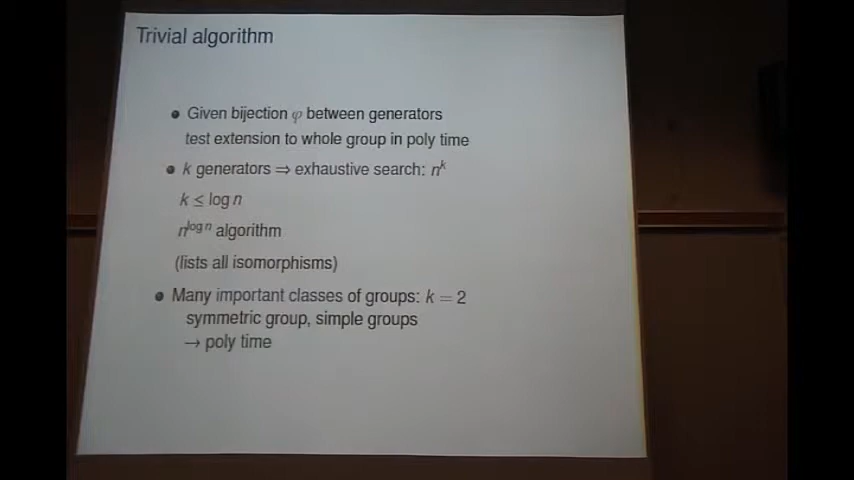 Trivial algorithm
• Given bijection φ between generators
test extension to whole group in poly time
• k generators ⇒ exhaustive search: n^k
k ≤ log n
n^log n algorithm
(lists all isomorphisms)
• Many important classes of groups: k = 2
symmetric group, simple groups
→ poly time